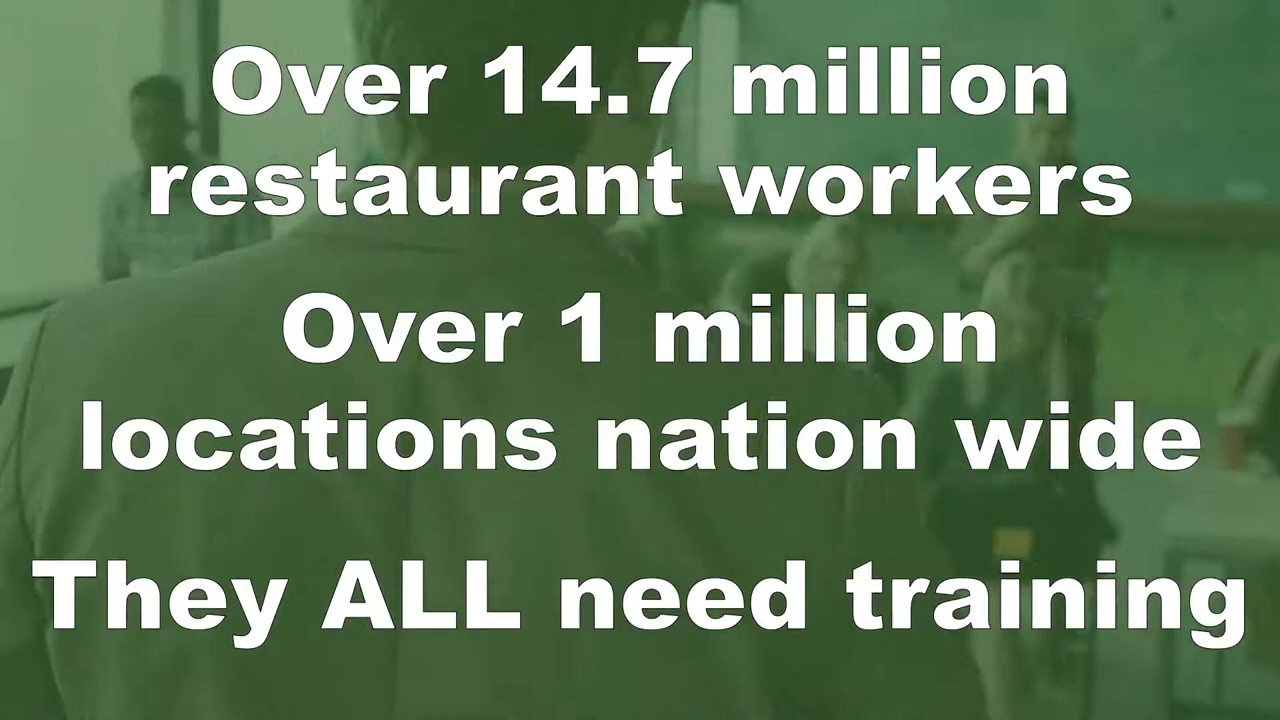 Over 14.7 million
restaurant workers
Over 1 million
locations nation wide
They ALL need training